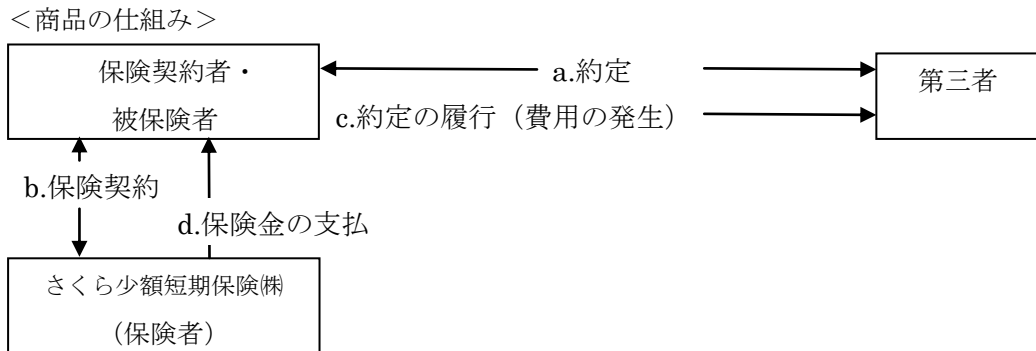 ＜商品の仕組み＞
保険契約者・
被保険者
a.約定
第三者
c.約定の履行（費用の発生）
b.保険契約
d.保険金の支払
さくら少額短期保険㈱
（保険者）